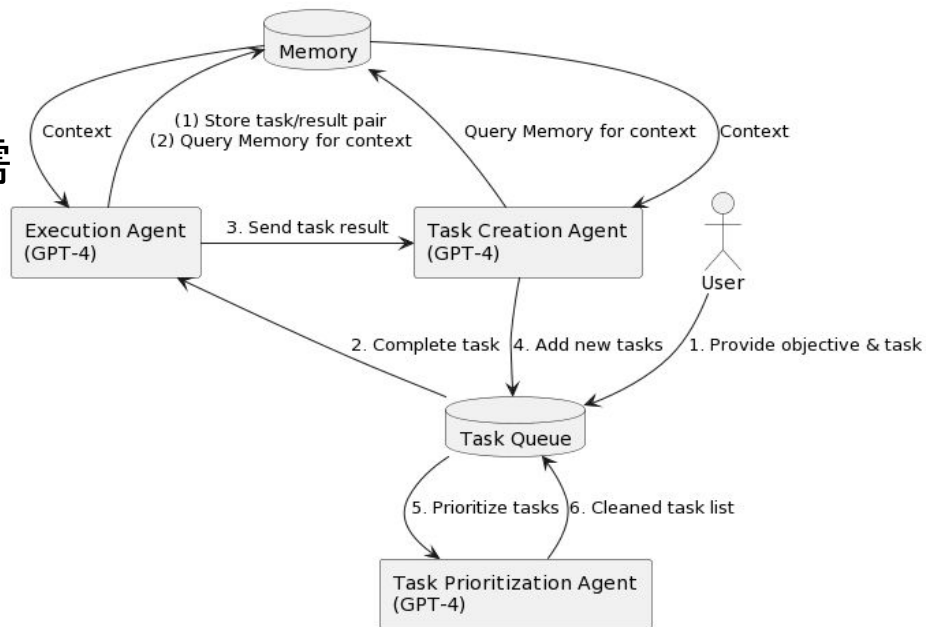 Memory
Context
(1) Store task/result pair
(2) Query Memory for context
Query Memory for context
Context
Execution Agent
(GPT-4)
3. Send task result
Task Creation Agent
(GPT-4)
User
2. Complete task
4. Add new tasks
1. Provide objective & task
Task Queue
5. Prioritize tasks
6. Cleaned task list
Task Prioritization Agent
(GPT-4)